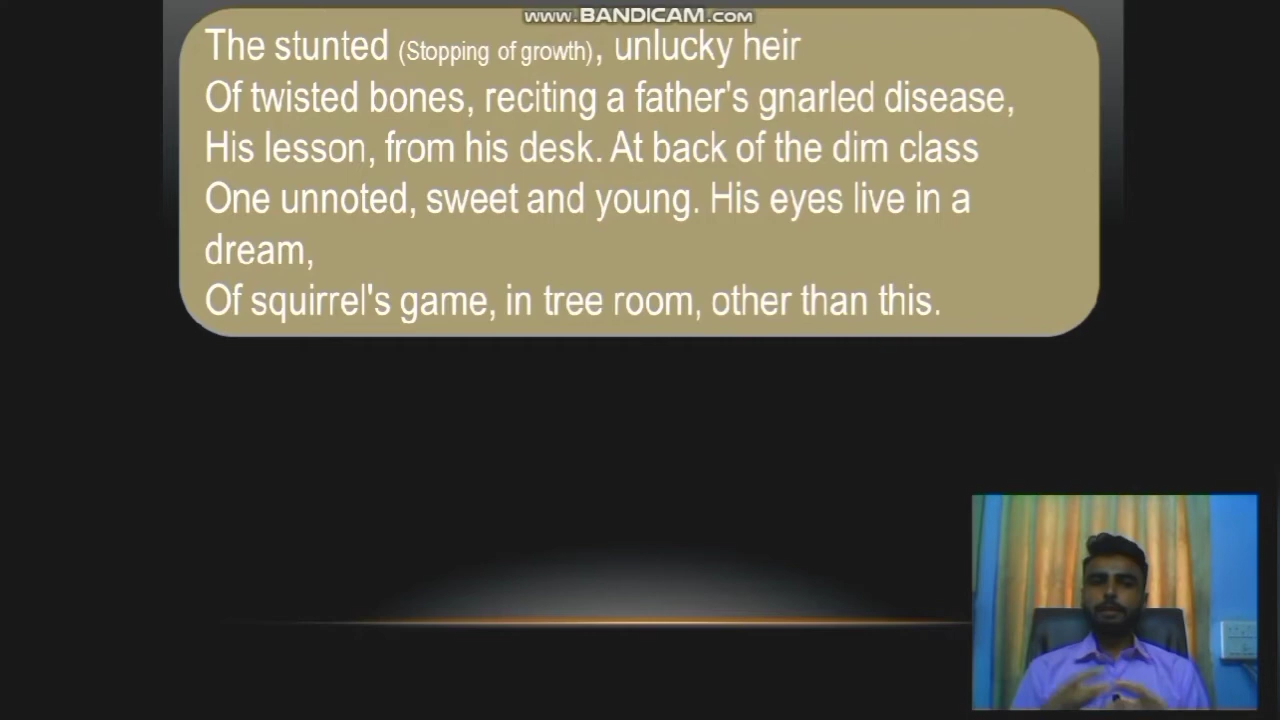 www.BANDICAM.com
The stunted (Stopping of growth), unlucky heir
Of twisted bones, reciting a father's gnarled disease,
His lesson, from his desk. At back of the dim class
One unnoted, sweet and young. His eyes live in a
dream,
Of squirrel's game, in tree room, other than this.